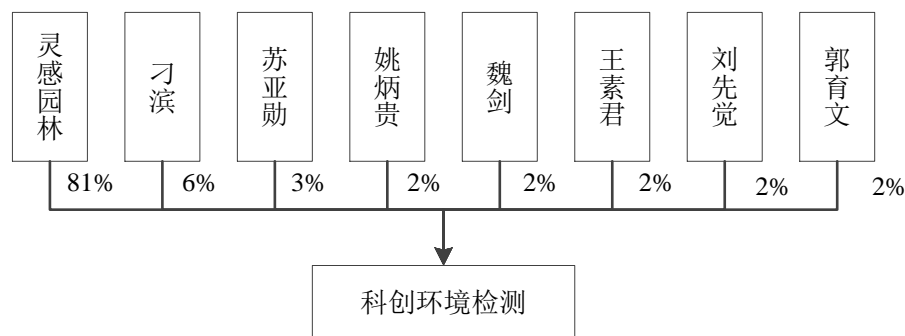 灵感园林
刁滨
苏亚勋
姚炳贵
魏剑
王素君
刘先觉
郭育文
81%
6%
3%
2%
2%
2%
2%
2%
科创环境检测